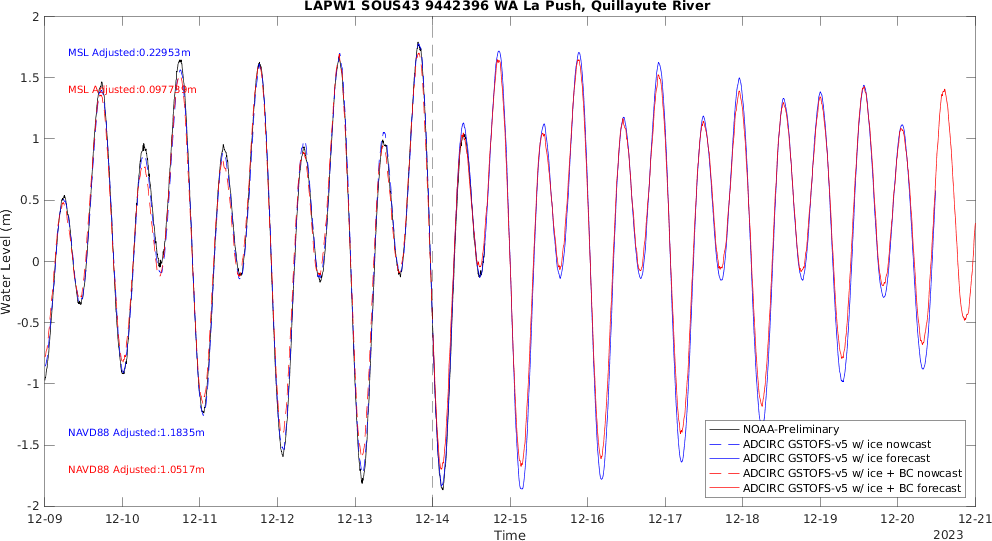 LAPW1 SOUS43 9442396 WA La Push, Quillayute River
2
1.5
1
0.5
0
-0.5
-1
-1.5
-2
Water Level (m)
MSL Adjusted:0.22953m
MSL Adjusted:0.097739m
NAVD88 Adjusted:1.1835m
NAVD88 Adjusted:1.0517m
NOAA-Preliminary
ADCIRC GSTOFS-v5 w/ ice nowcast
ADCIRC GSTOFS-v5 w/ ice forecast
ADCIRC GSTOFS-v5 w/ ice + BC nowcast
ADCIRC GSTOFS-v5 w/ ice + BC forecast
12-09 12-10 12-11 12-12 12-13 12-14 12-15 12-16 12-17 12-18 12-19 12-20 12-21
Time
2023